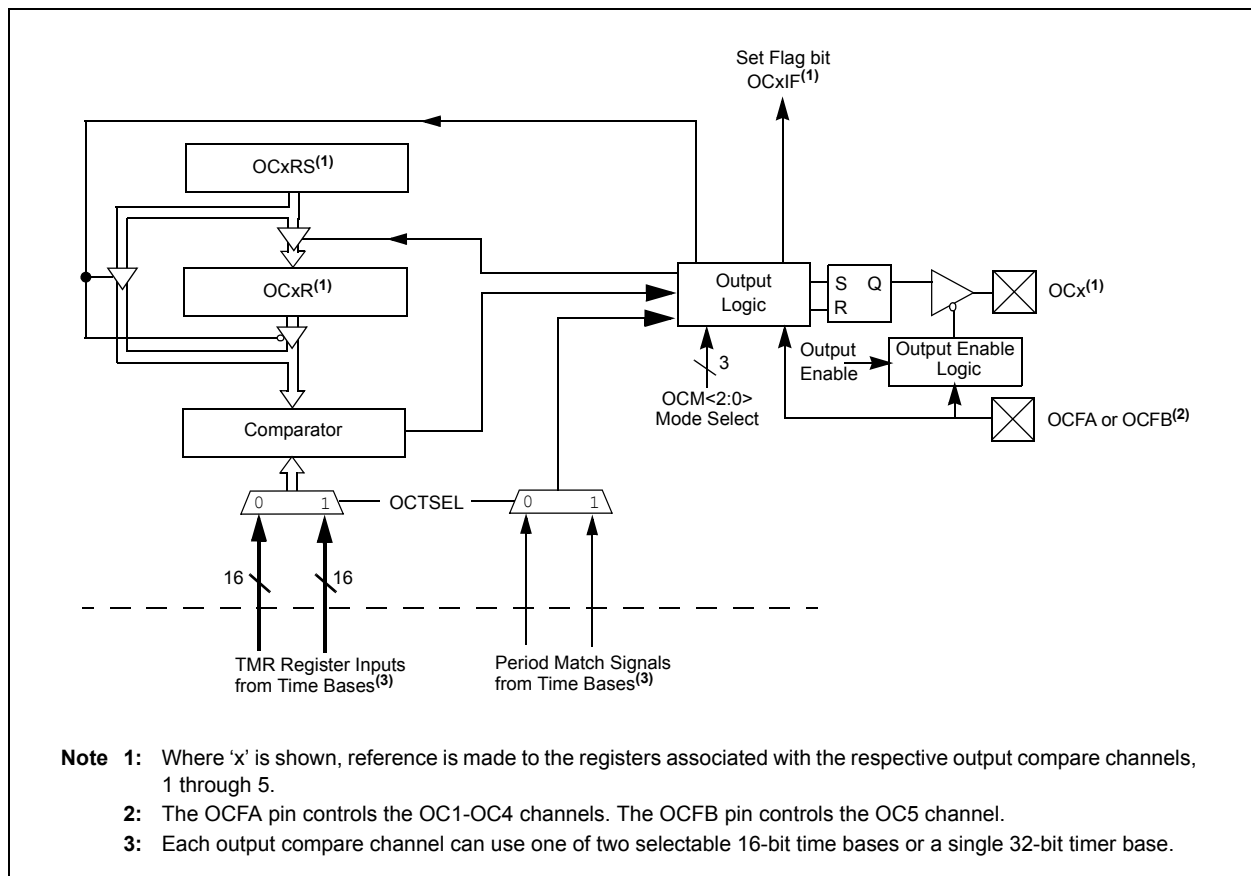 Set Flag bit
OCxIF(1)
OCxRS(1)
OCxR(1)
Output
Logic
S Q
R
OCx(1)
Output
Enable
Output Enable
Logic
3
OCM<2:0>
Mode Select
OCFA or OCFB(2)
Comparator
0 1
OCTSEL
0 1
16
16
TMR Register Inputs
from Time Bases(3)
Period Match Signals
from Time Bases(3)
Note 1: Where ‘x’ is shown, reference is made to the registers associated with the respective output compare channels,
1 through 5.
2: The OCFA pin controls the OC1-OC4 channels. The OCFB pin controls the OC5 channel.
3: Each output compare channel can use one of two selectable 16-bit time bases or a single 32-bit timer base.